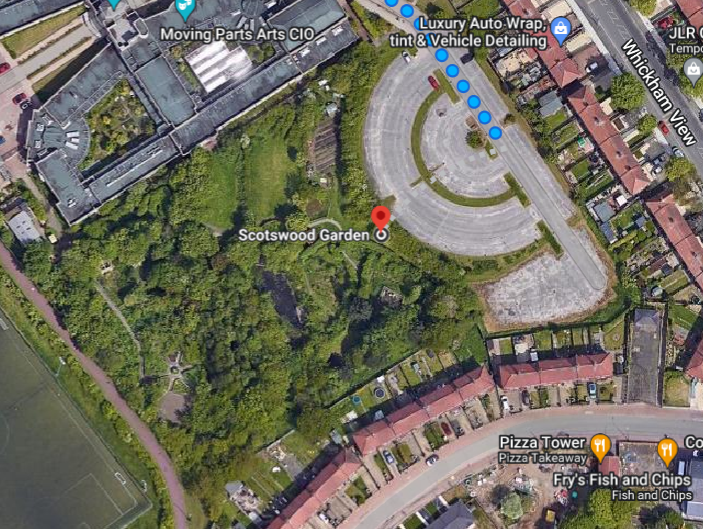 Moving Parts Arts CIO
Luxury Auto Wrap,
tint & Vehicle Detailing
JLR
Tempo
Whickham View
Scotswood Garden
Pizza Tower
Pizza Takeaway
Co
Fry's Fish and Chips
Fish and Chips